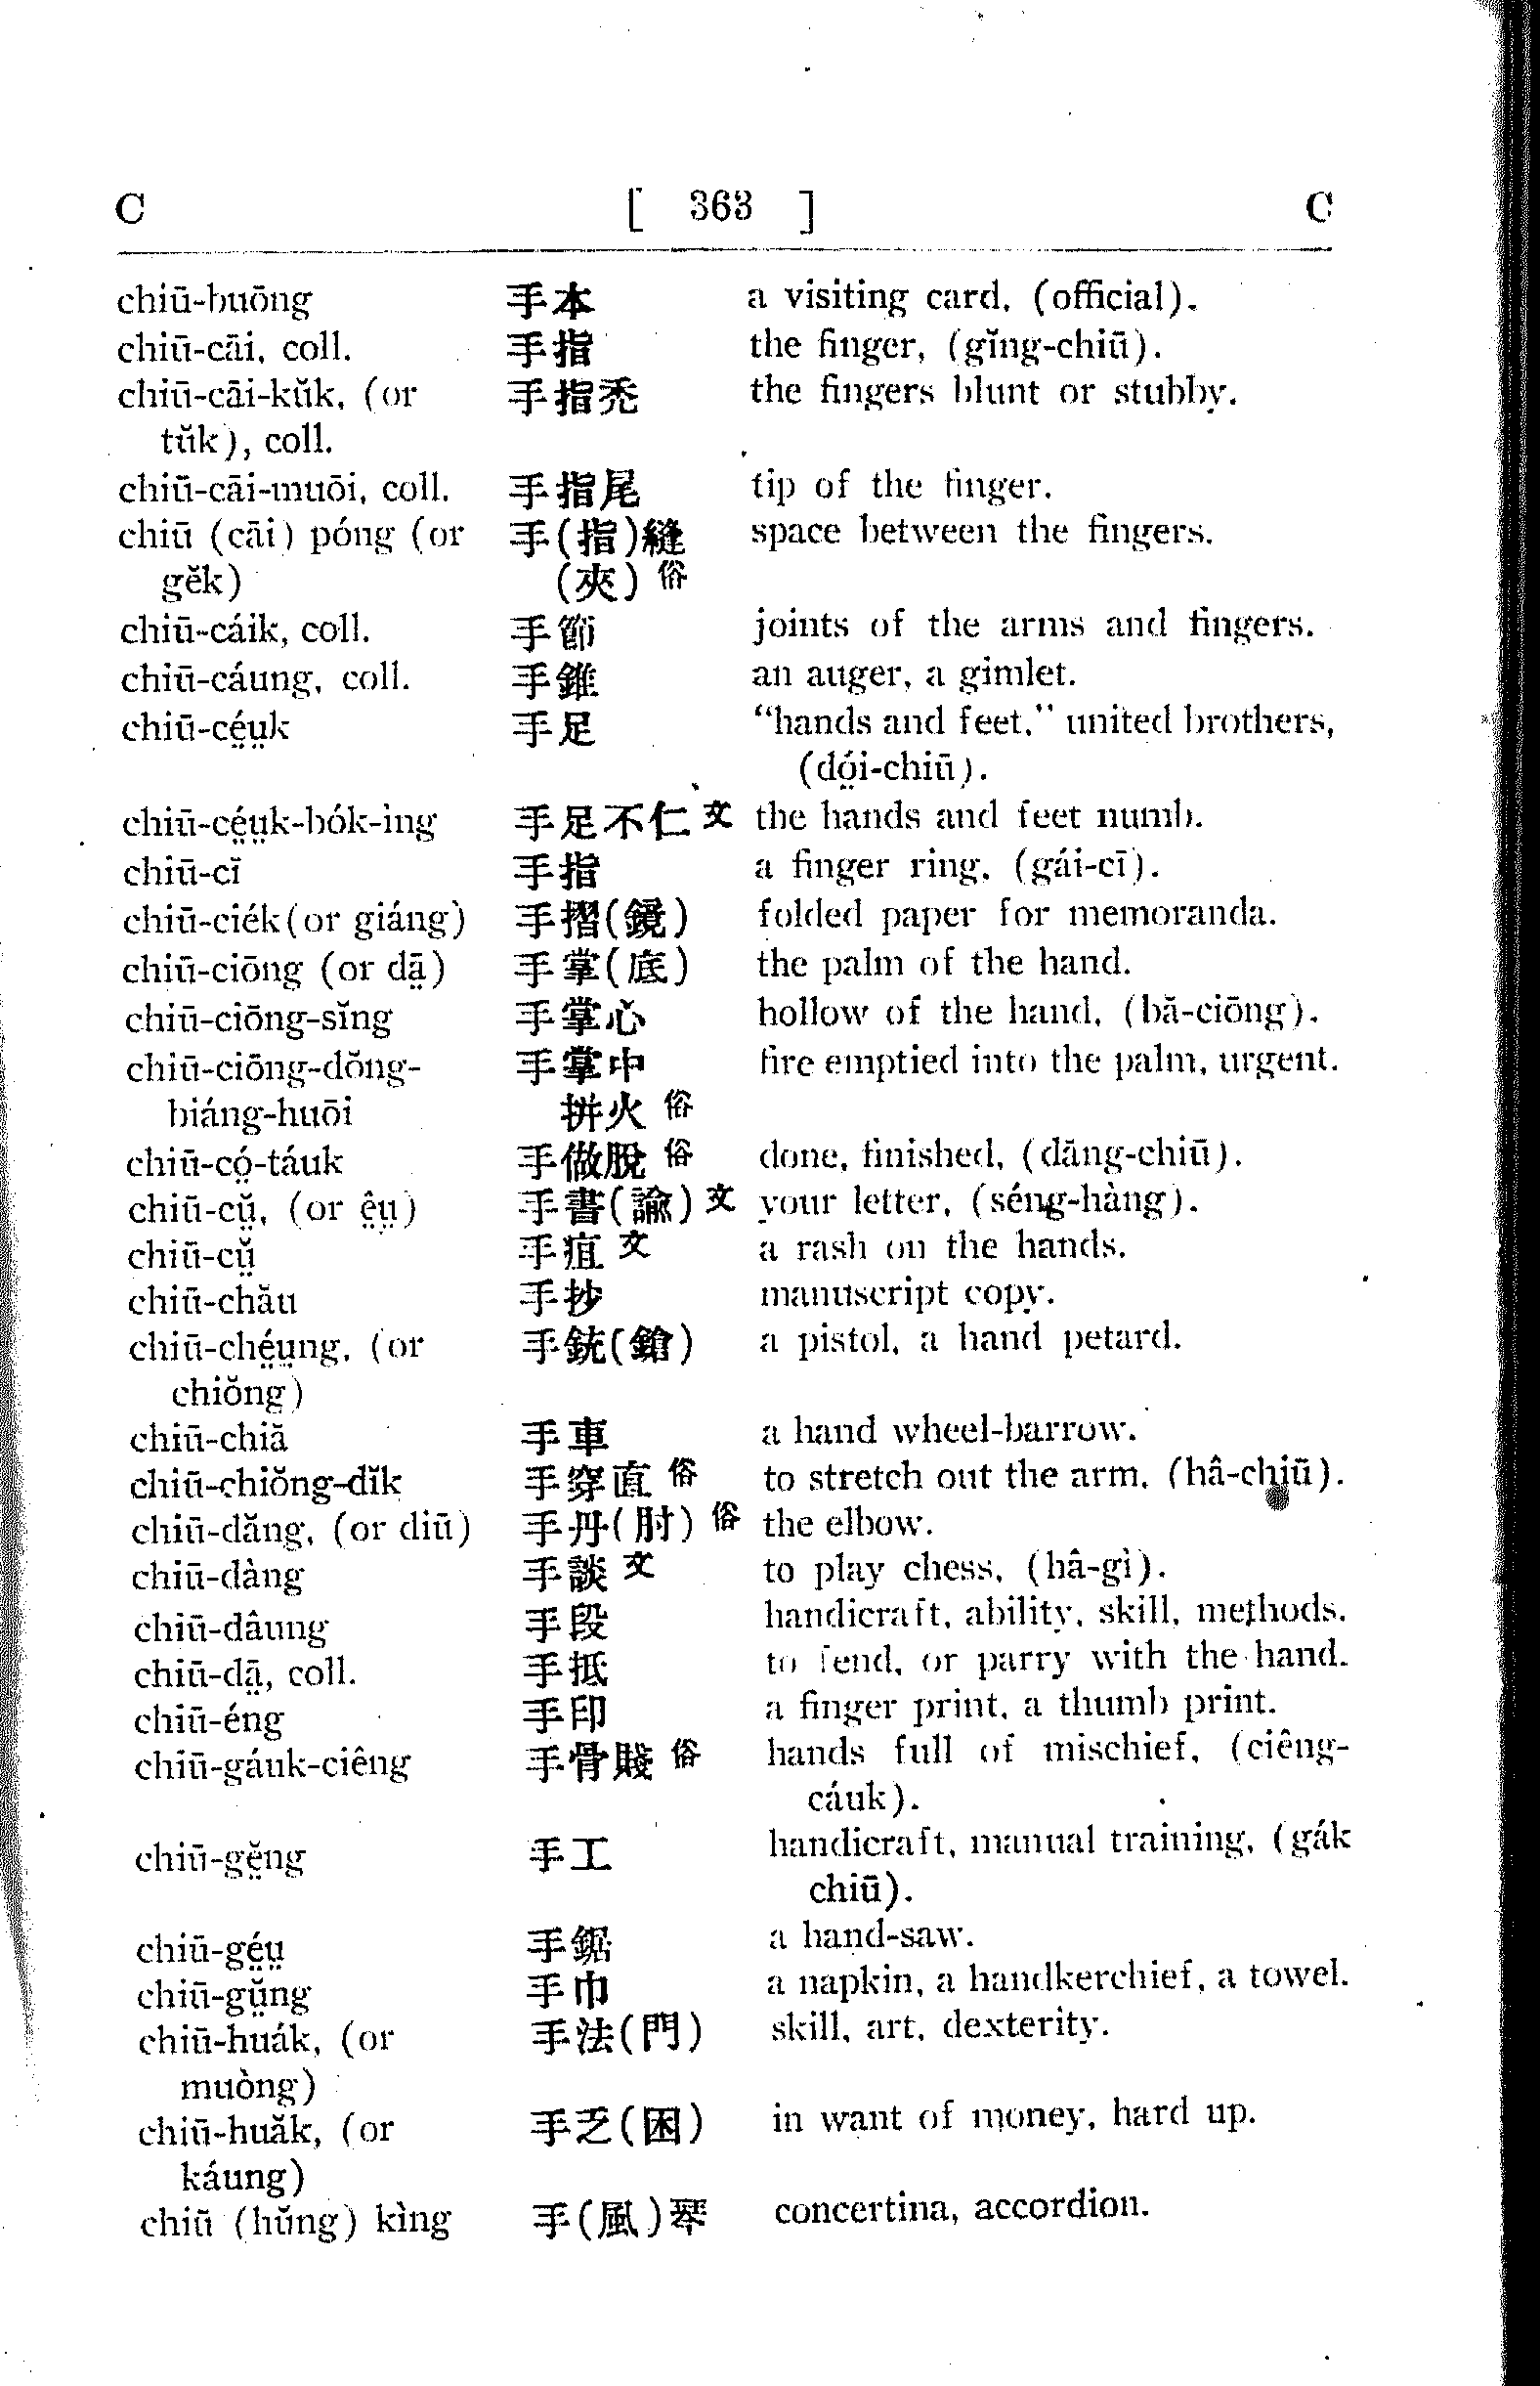 C [ 363 ] C
chiū-buōng 手本 a visiting card, (official).
chiū-cāi, coll. 手指 the finger, (gĭng-chiū).
chiū-cāi-kŭk, (or 手指禿 the fingers blunt or stubby.
tŭk), coll.
chiū-cāi-muōi, coll. 手指尾 tip of the finger.
chiū (cāi) póng (or 手(指)縫 space between the fingers.
gĕk) (夾) 俗
chiū-cáik, coll. 手節 joints of the arms and fingers.
chiū-cáung, coll. 手錐 an auger, a gimlet.
chiū-cé̤ṳk 手足 “hands and feet,” united brothers,
(dó̤i-chiū).
chiū-cé̤ṳk-bók-ìng 手足不仁 文 the hands and feet numb.
chiū-cĭ 手指 a finger ring, (gái-cī).
chiū-ciék(or giáng) 手摺(鏡) folded paper for memoranda.
chiū-ciōng (or dā̤) 手掌(底) the palm of the hand.
chiū-ciōng-sĭng 手掌心 hollow of the hand, (bā-ciōng).
chiū-ciōng-dŏng- 手掌中 fire emptied into the palm, urgent.
biáng-huōi 拼火 俗
chiū-có̤-táuk 手做脫 俗 done, finished, (dāng-chiū).
chiū-cṳ̆, (or ê̤ṳ) 手書(諭) 文 your letter, (séng-hàng).
chiū-cṳ̆ 手疽 文 a rash on the hands.
chiū-chău 手抄 manuscript copy.
chiū-ché̤ṳng, (or 手銃(鎗) a pistol, a hand petard.
chiŏng)
chiū-chiă 手車 a hand wheel-barrow.
chiū-chiŏng-dĭk 手穿直 俗 to stretch out the arm, (hâ-chiū).
chiū-dăng, (or diū) 手丹(肘) 俗 the elbow.
chiū-dàng 手談 文 to play chess, (hâ-gì).
chiū-dâung 手段 handicraft, ability, skill, methods.
chiū-dā̤, coll. 手抵 to fend, or parry with the hand.
chiū-éng 手印 a finger print, a thumb print.
chiū-gáuk-ciêng 手骨賤 俗 hands full of mischief, (ciêng-
cáuk).
chiū-gĕ̤ng 手工 handicraft, manual training, (gák
chiū).
chiū-gé̤ṳ 手鋸 a hand-saw.
chiū-gṳ̆ng 手巾 a napkin, a handkerchief, a towel.
chiū-huák, (or 手法(門) skill, art, dexterity.
muòng)
chiū-huăk, (or 手乏(困) in want of money, hard up.
káung)
chiū (hŭng) kìng 手(風)琴 concertina, accordion.